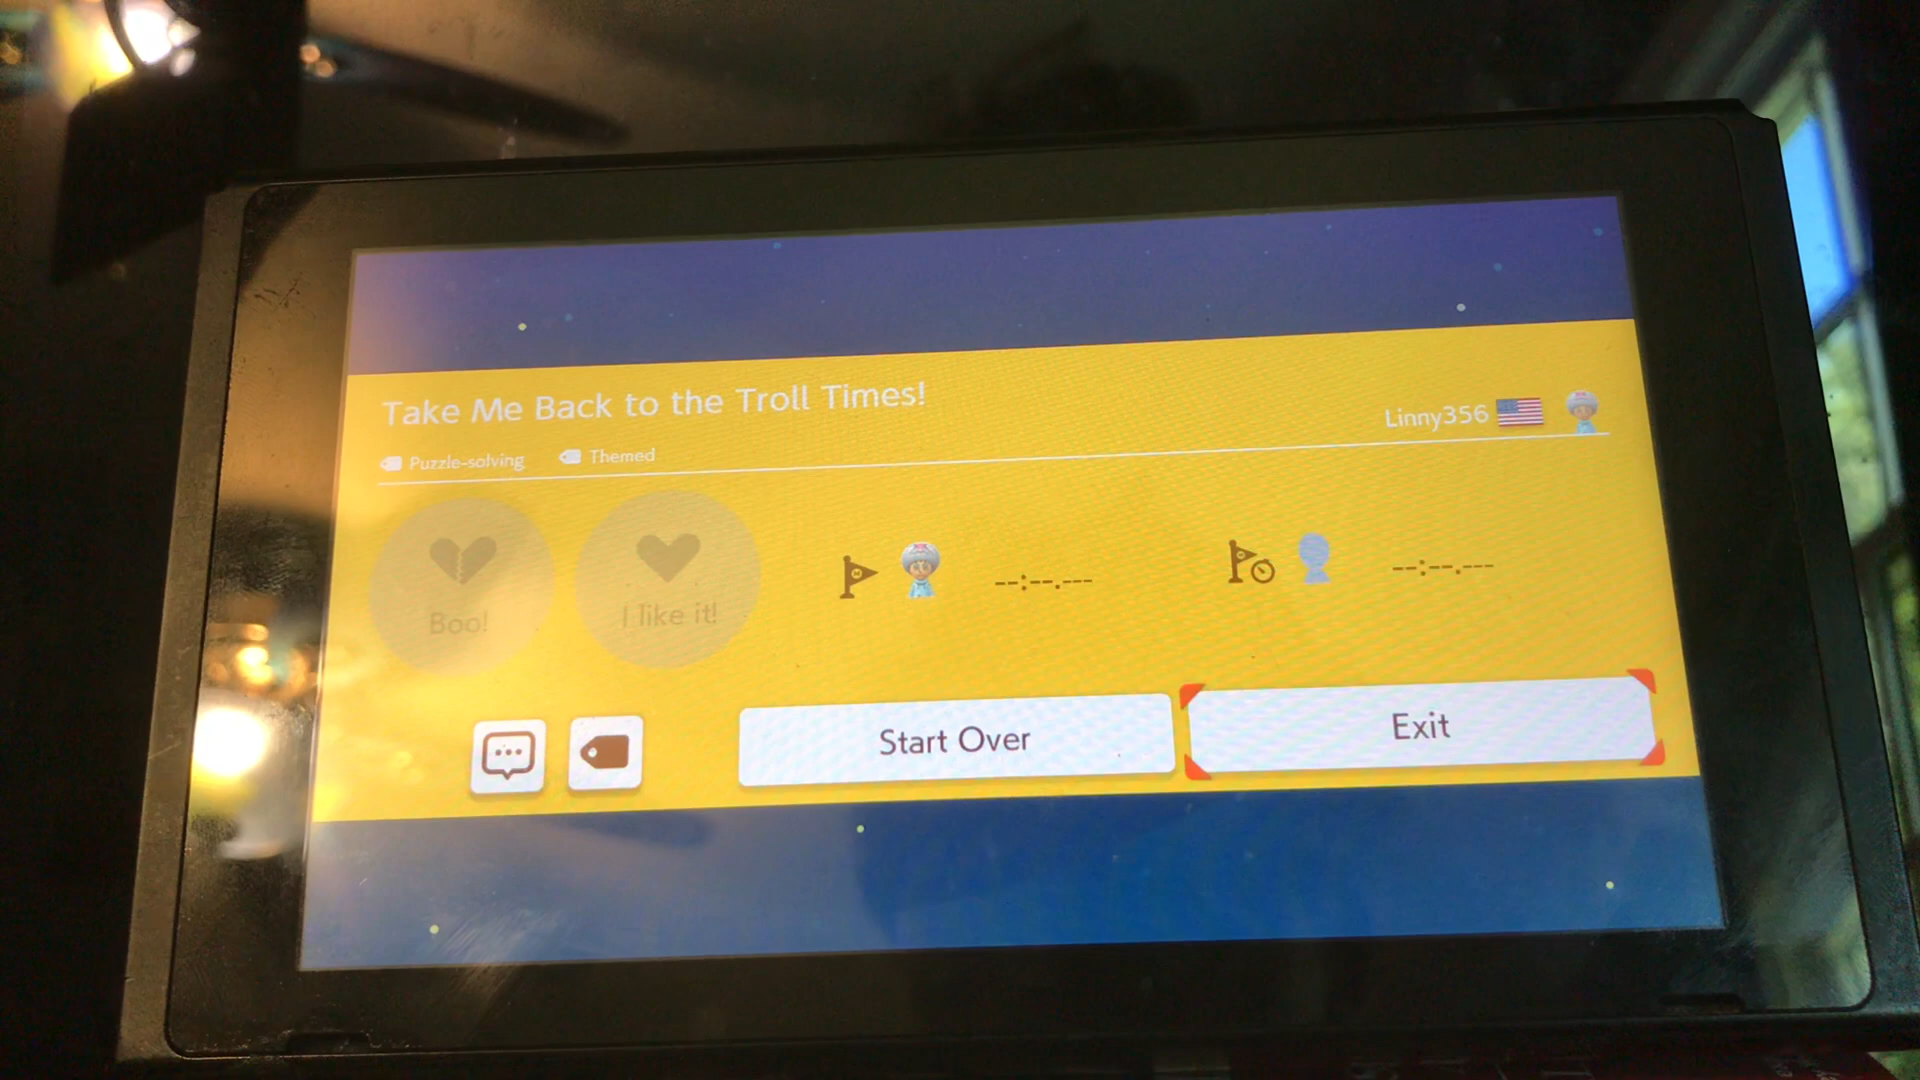 Take Me Back to the Troll Times!
Linny356
Puzzle-solving Themed
Boo! I like it!
--:--.--- --:--.---
Start Over Exit